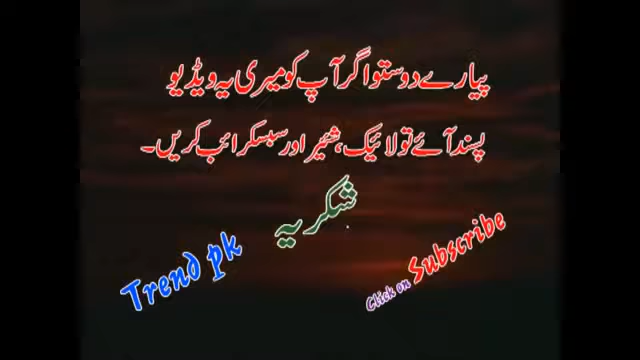 پیارے دوستو اگر آپ کو میری یہ ویڈیو
پسند آئے تو لائیک، شئیر اور سبسکرائب کریں۔
شکریہ
Trend pk
Click on Subscribe